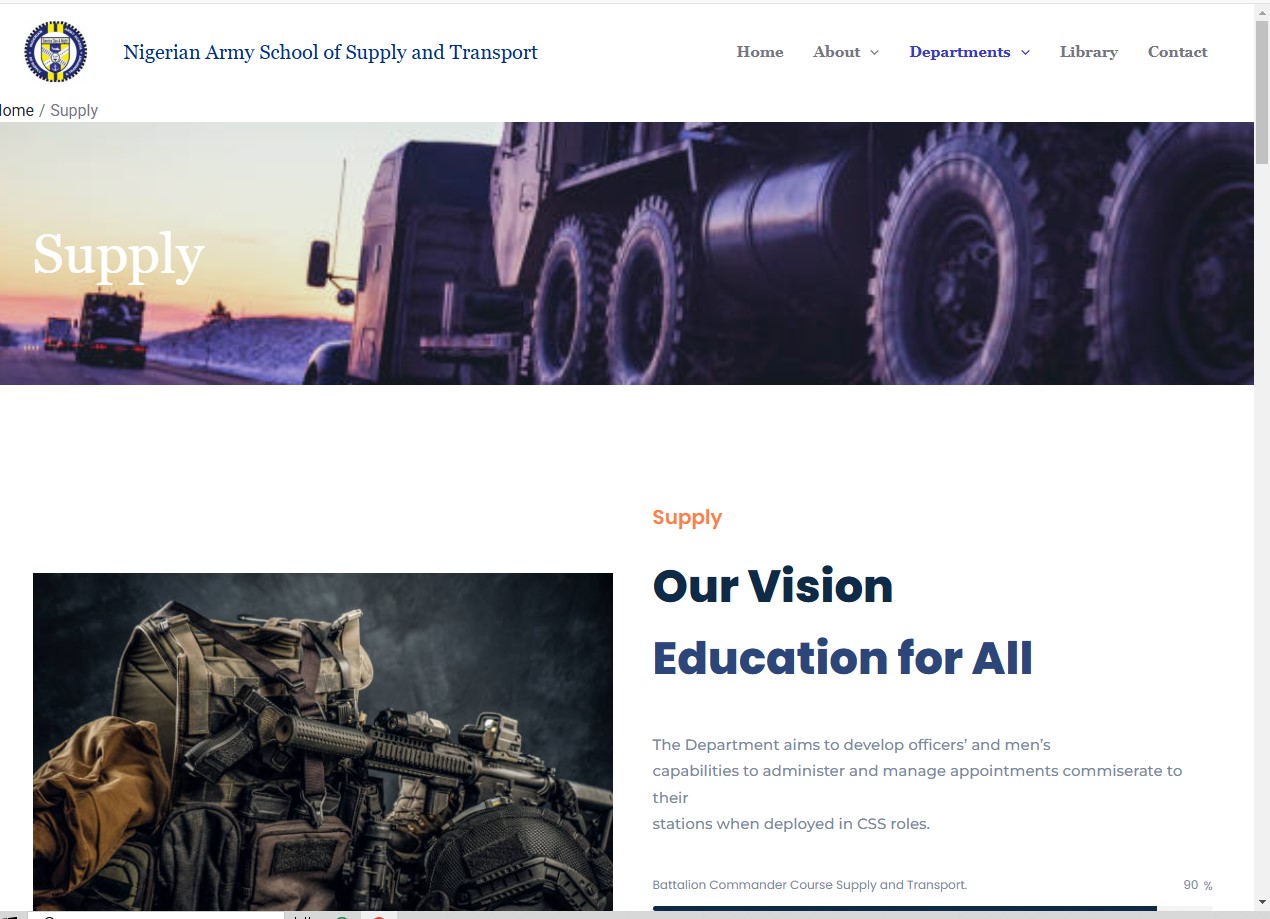 Nigerian Army School of Supply and Transport
Home About Departments Library Contact
ome / Supply
Supply
Supply
Our Vision
Education for All
The Department aims to develop officers’ and men’s
capabilities to administer and manage appointments commiserate to
their
stations when deployed in CSS roles.
Battalion Commander Course Supply and Transport. 90 %